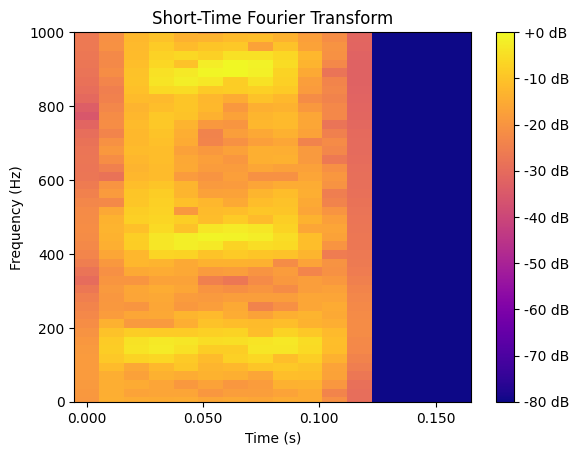 Short-Time Fourier Transform
Frequency (Hz)
1000
800
600
400
200
0
0.000
0.050
0.100
0.150
Time (s)
+0 dB
-10 dB
-20 dB
-30 dB
-40 dB
-50 dB
-60 dB
-70 dB
-80 dB